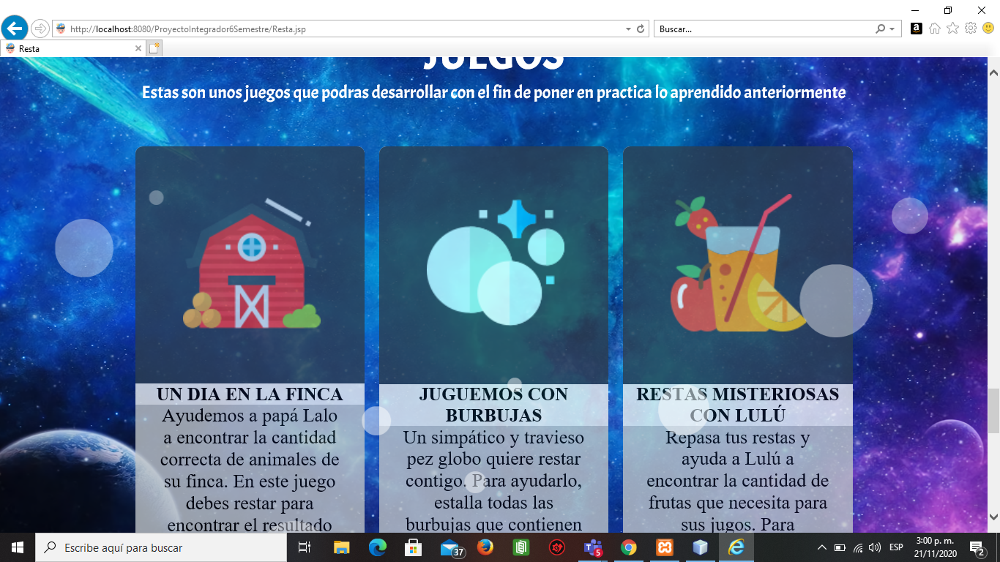 http://localhost:8080/ProyectoIntegrador6Semestre/Resta.jsp
Buscar...
Resta
JUEGOS
Estas son unos juegos que podras desarrollar con el fin de poner en practica lo aprendido anteriormente
UN DIA EN LA FINCA
Ayudemos a papá Lalo
a encontrar la cantidad
correcta de animales de
su finca. En este juego
debes restar para
encontrar el resultado
JUGUEMOS CON
BURBUJAS
Un simpático y travieso
pez globo quiere restar
contigo. Para ayudarlo,
estalla todas las
burbujas que contienen
RESTAS MISTERIOSAS
CON LULÚ
Repasa tus restas y
ayuda a Lulú a
encontrar la cantidad de
frutas que necesita para
sus jugos. Para
Escribe aquí para buscar
37
5
ESP
3:00 p. m.
21/11/2020
2